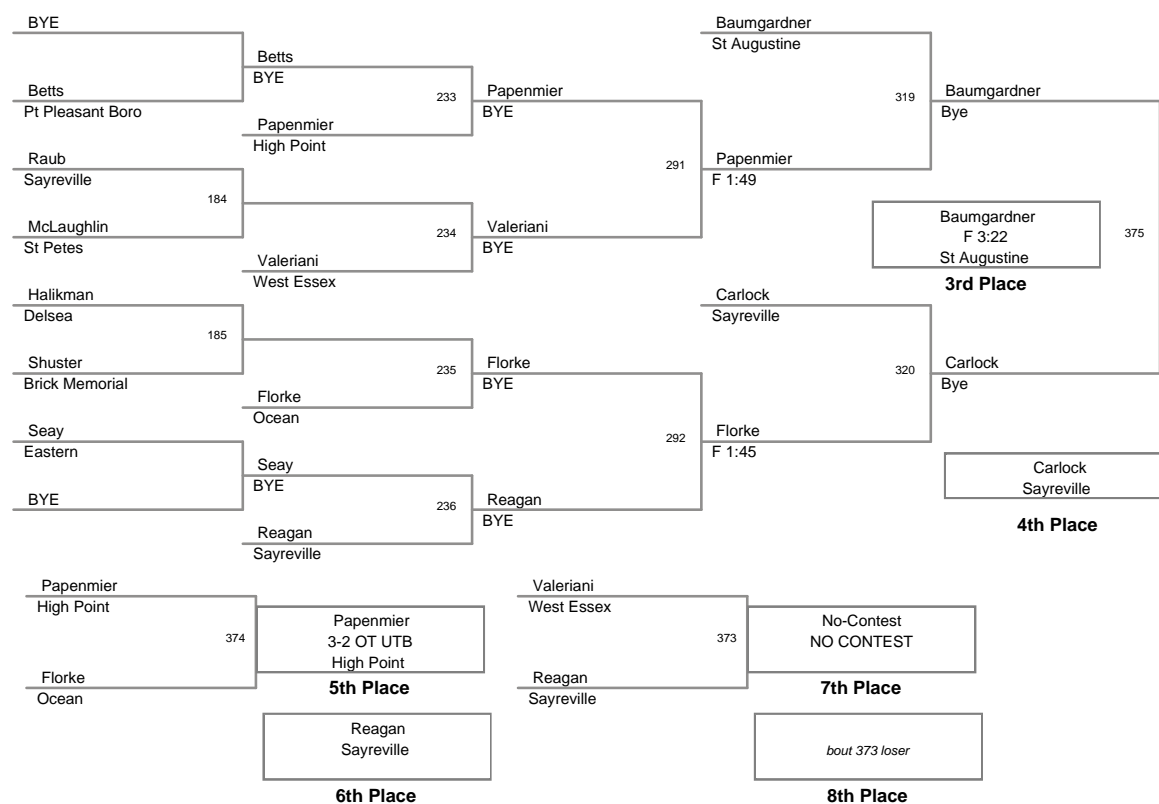 BYE
Betts
Pt Pleasant Boro
Raub
Sayreville
184
McLaughlin
St Petes
Halikman
Delsea
185
Shuster
Brick Memorial
Seay
Eastern
BYE
Betts
BYE
233
Papenmier
High Point
234
Valeriani
West Essex
235
Florke
Ocean
Seay
BYE
236
Reagan
Sayreville
Papenmier
BYE
291
Valeriani
BYE
Florke
BYE
292
Reagan
BYE
Baumgardner
St Augustine
319
Papenmier
F 1:49
Carlock
Sayreville
320
Florke
F 1:45
Baumgardner
Bye
375
Baumgardner
F 3:22
St Augustine
3rd Place
Carlock
Bye
Carlock
Sayreville
4th Place
Papenmier
High Point
374
Florke
Ocean
Papenmier
3-2 OT UTB
High Point
5th Place
Reagan
Sayreville
6th Place
Valeriani
West Essex
373
Reagan
Sayreville
No-Contest
NO CONTEST
7th Place
bout 373 loser
8th Place